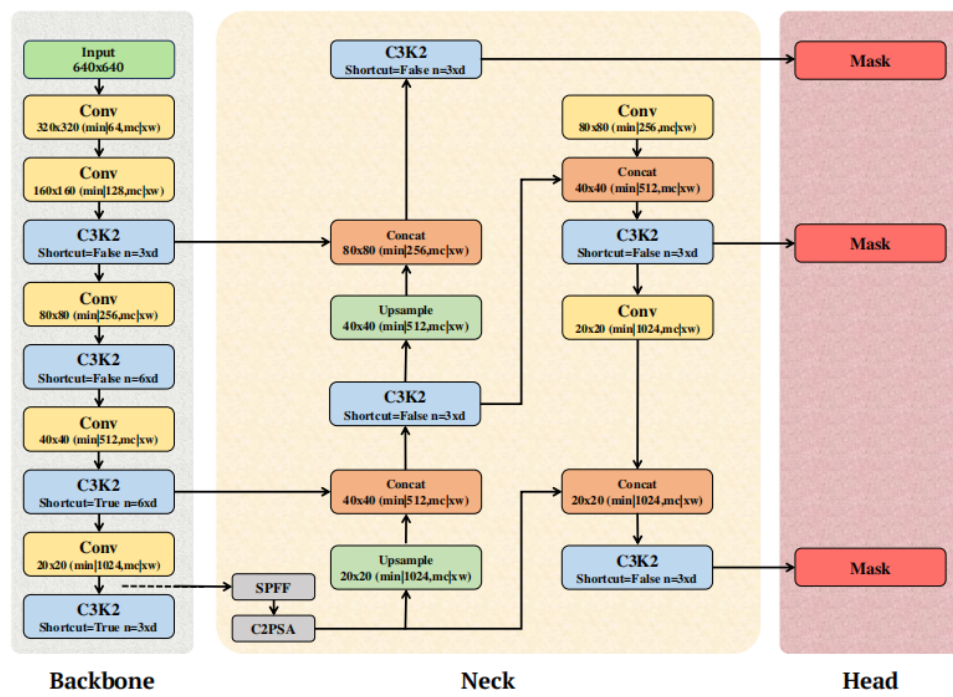 Input
640x640
Conv
320x320 (min|64,mc|xw)
Conv
160x160 (min|128,mc|xw)
C3K2
Shortcut=False n=3xd
Conv
80x80 (min|256,mc|xw)
C3K2
Shortcut=False n=6xd
Conv
40x40 (min|512,mc|xw)
C3K2
Shortcut=True n=6xd
Conv
20x20 (min|1024,mc|xw)
C3K2
Shortcut=True n=3xd
Backbone
C3K2
Shortcut=False n=3xd
Concat
80x80 (min|256,mc|xw)
Upsample
40x40 (min|512,mc|xw)
C3K2
Shortcut=False n=3xd
Concat
40x40 (min|512,mc|xw)
Upsample
20x20 (min|1024,mc|xw)
SPFF
C2PSA
Conv
80x80 (min|256,mc|xw)
Concat
40x40 (min|512,mc|xw)
C3K2
Shortcut=False n=3xd
Conv
20x20 (min|1024,mc|xw)
Concat
20x20 (min|1024,mc|xw)
C3K2
Shortcut=False n=3xd
Neck
Mask
Mask
Mask
Head